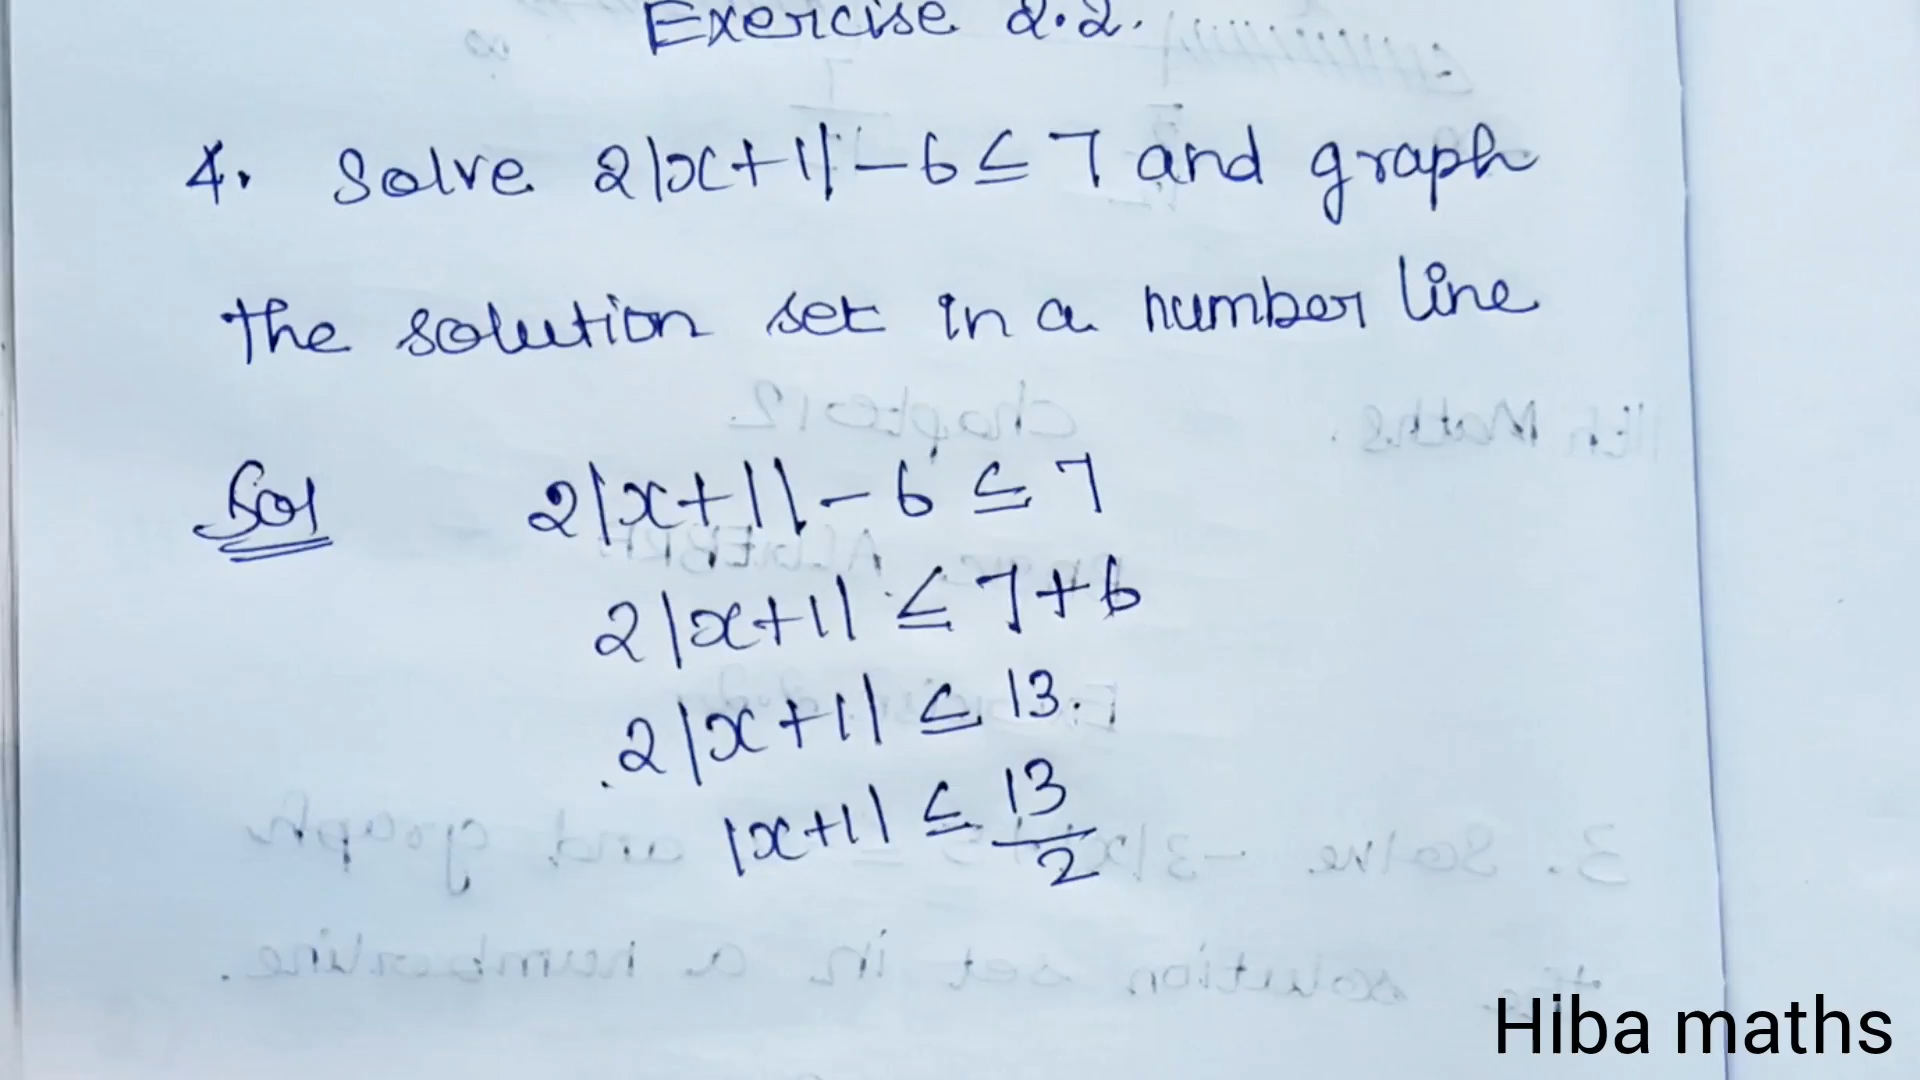 Exercise 2.2.
4. Solve 2|x+1|-6≤7 and graph
the solution set in a number line
Sol 2|x+1|-6≤7
2|x+1|≤7+6
2|x+1|≤13.
|x+1|≤13/2
Hiba maths